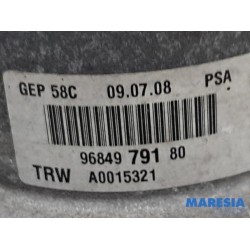 GEP 58C 09.07.08 PSA
96849 791 80
TRW A0015321
MARESIA